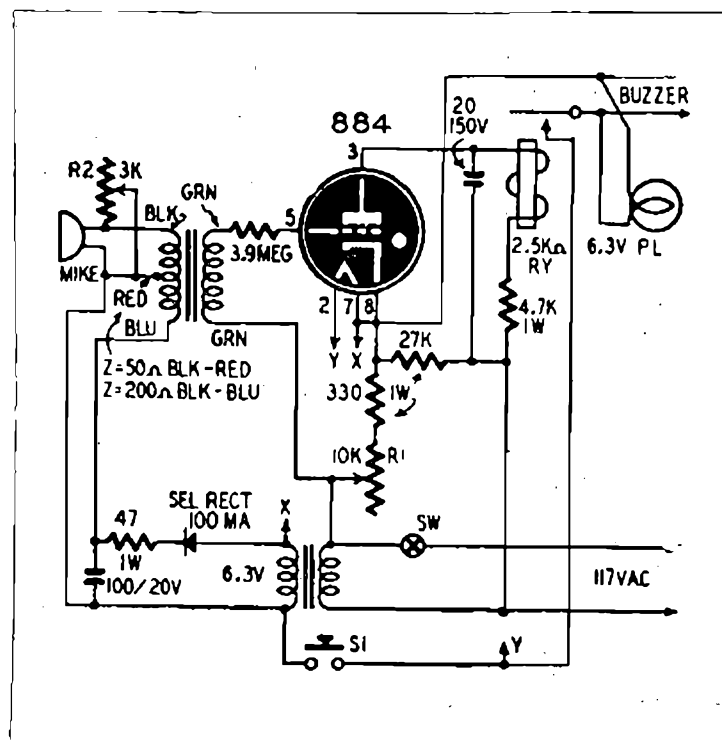 884
3
20
150V
BUZZER
R2 3K
GRN
BLK
5
3.9MEG
2.5KΩ
RY
6.3V PL
MIKE
RED
BLU
GRN
2 7 8
Y X
4.7K
1W
27K
Z=50Ω BLK-RED
Z=200Ω BLK-BLU
330
1W
10K R1
SEL RECT
100 MA
X
47
1W
6.3V
SW
117VAC
100/20V
S1
Y